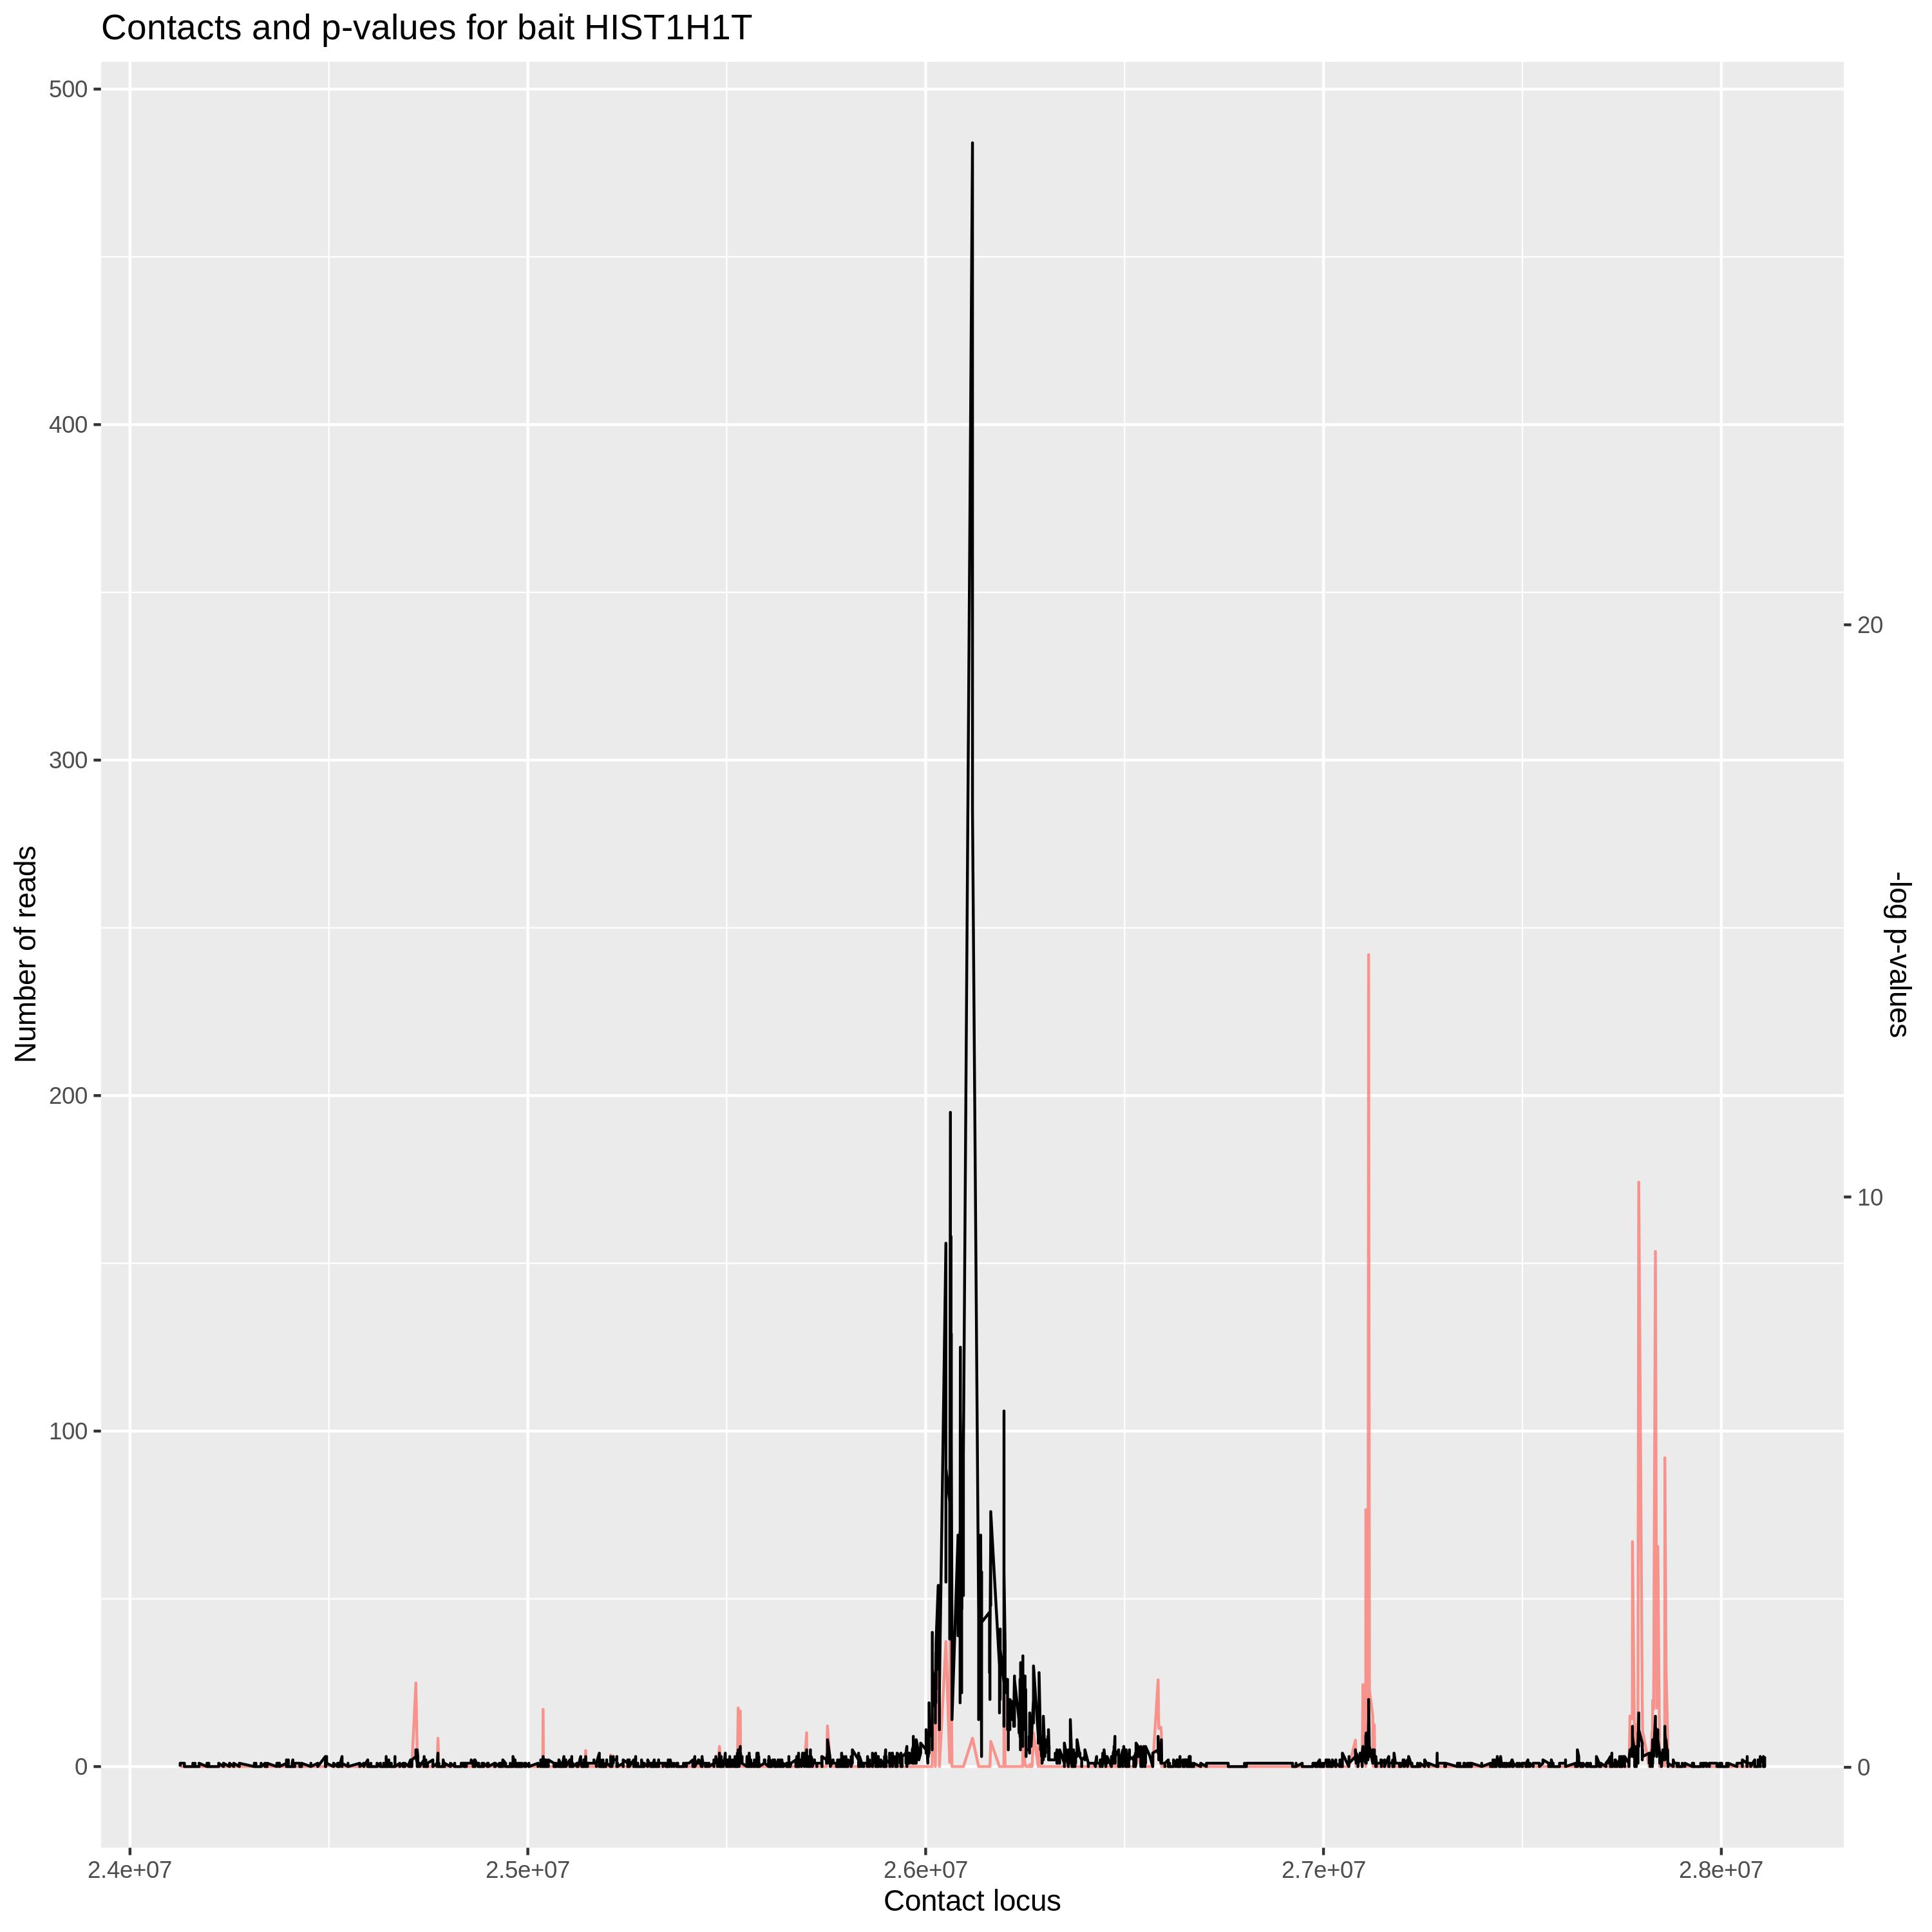 Contacts and p-values for bait HIST1H1T
500
400
300
200
100
0
Number of reads
20
10
0
-log p-values
2.4e+07
2.5e+07
2.6e+07
2.7e+07
2.8e+07
Contact locus